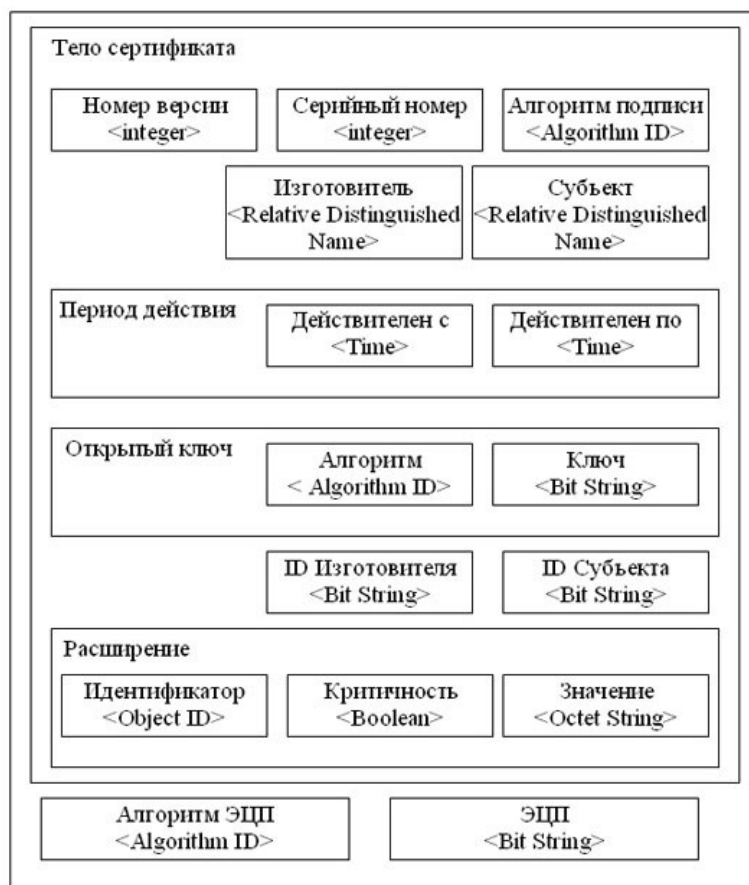 Тело сертификата
Номер версии
<integer>
Серийный номер
<integer>
Алгоритм подписи
<Algorithm ID>
Изготовитель
<Relative Distinguished
Name>
Субъект
<Relative Distinguished
Name>
Период действия
Действителен с
<Time>
Действителен по
<Time>
Открытый ключ
Алгоритм
< Algorithm ID>
Ключ
<Bit String>
ID Изготовителя
<Bit String>
ID Субъекта
<Bit String>
Расширение
Идентификатор
<Object ID>
Критичность
<Boolean>
Значение
<Octet String>
Алгоритм ЭЦП
<Algorithm ID>
ЭЦП
<Bit String>